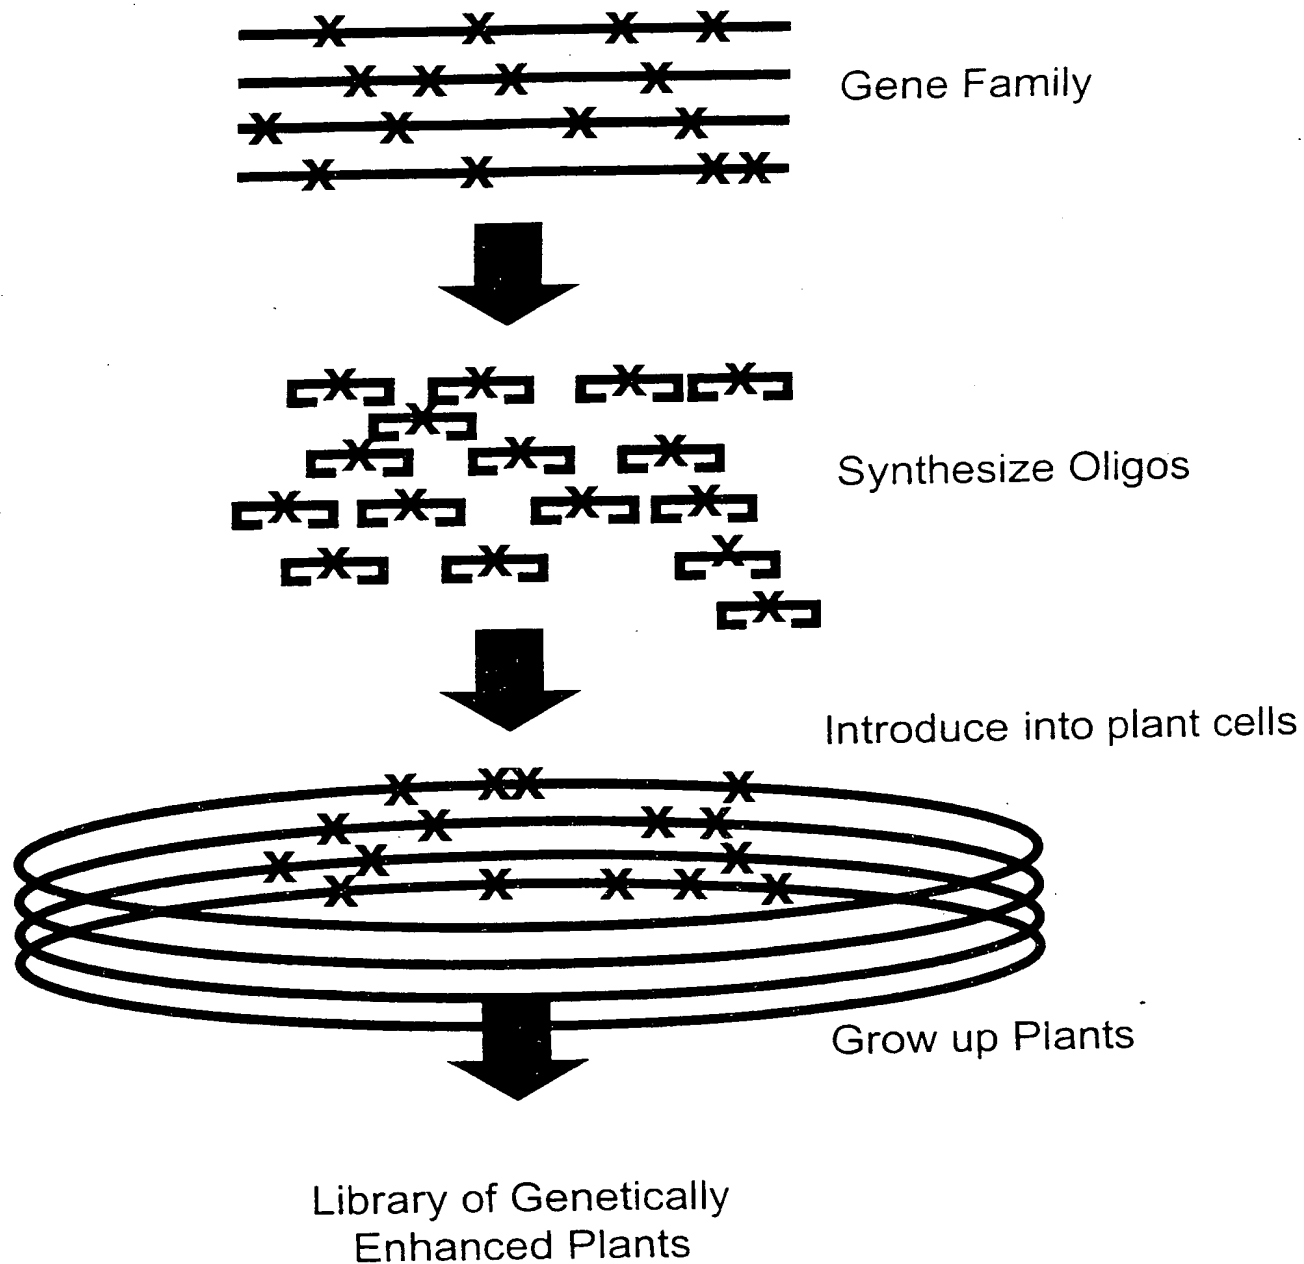 Gene Family
Synthesize Oligos
Introduce into plant cells
Grow up Plants
Library of Genetically
Enhanced Plants